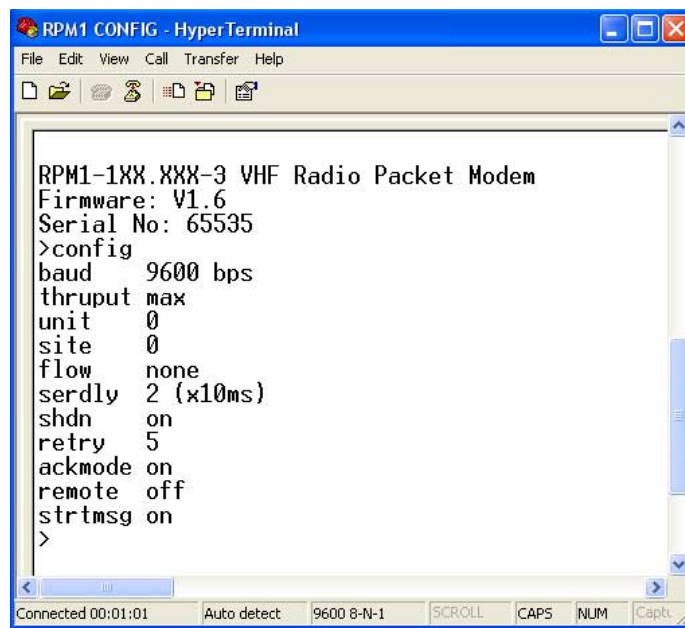 RPM1 CONFIG - HyperTerminal
File Edit View Call Transfer Help
RPM1-1XX.XXX-3 VHF Radio Packet Modem
Firmware: V1.6
Serial No: 65535
>config
baud 9600 bps
thruput max
unit 0
site 0
flow none
serdly 2 (x10ms)
shdn on
retry 5
ackmode on
remote off
strtmsg on
>
Connected 00:01:01 Auto detect 9600 8-N-1 SCROLL CAPS NUM